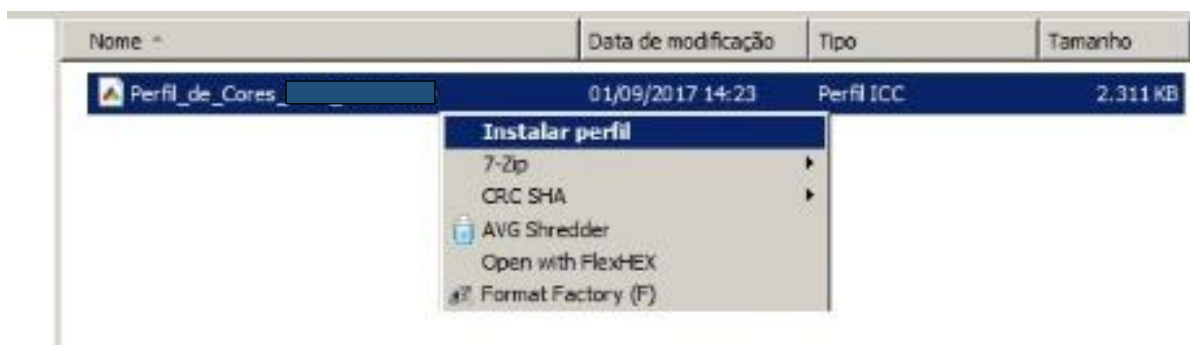 Nome Data de modificação Tipo Tamanho
Perfil_de_Cores_ 01/09/2017 14:23 Perfil ICC 2.311 KB
Instalar perfil
7-Zip
CRC SHA
AVG Shredder
Open with FlexHEX
Format Factory (F)